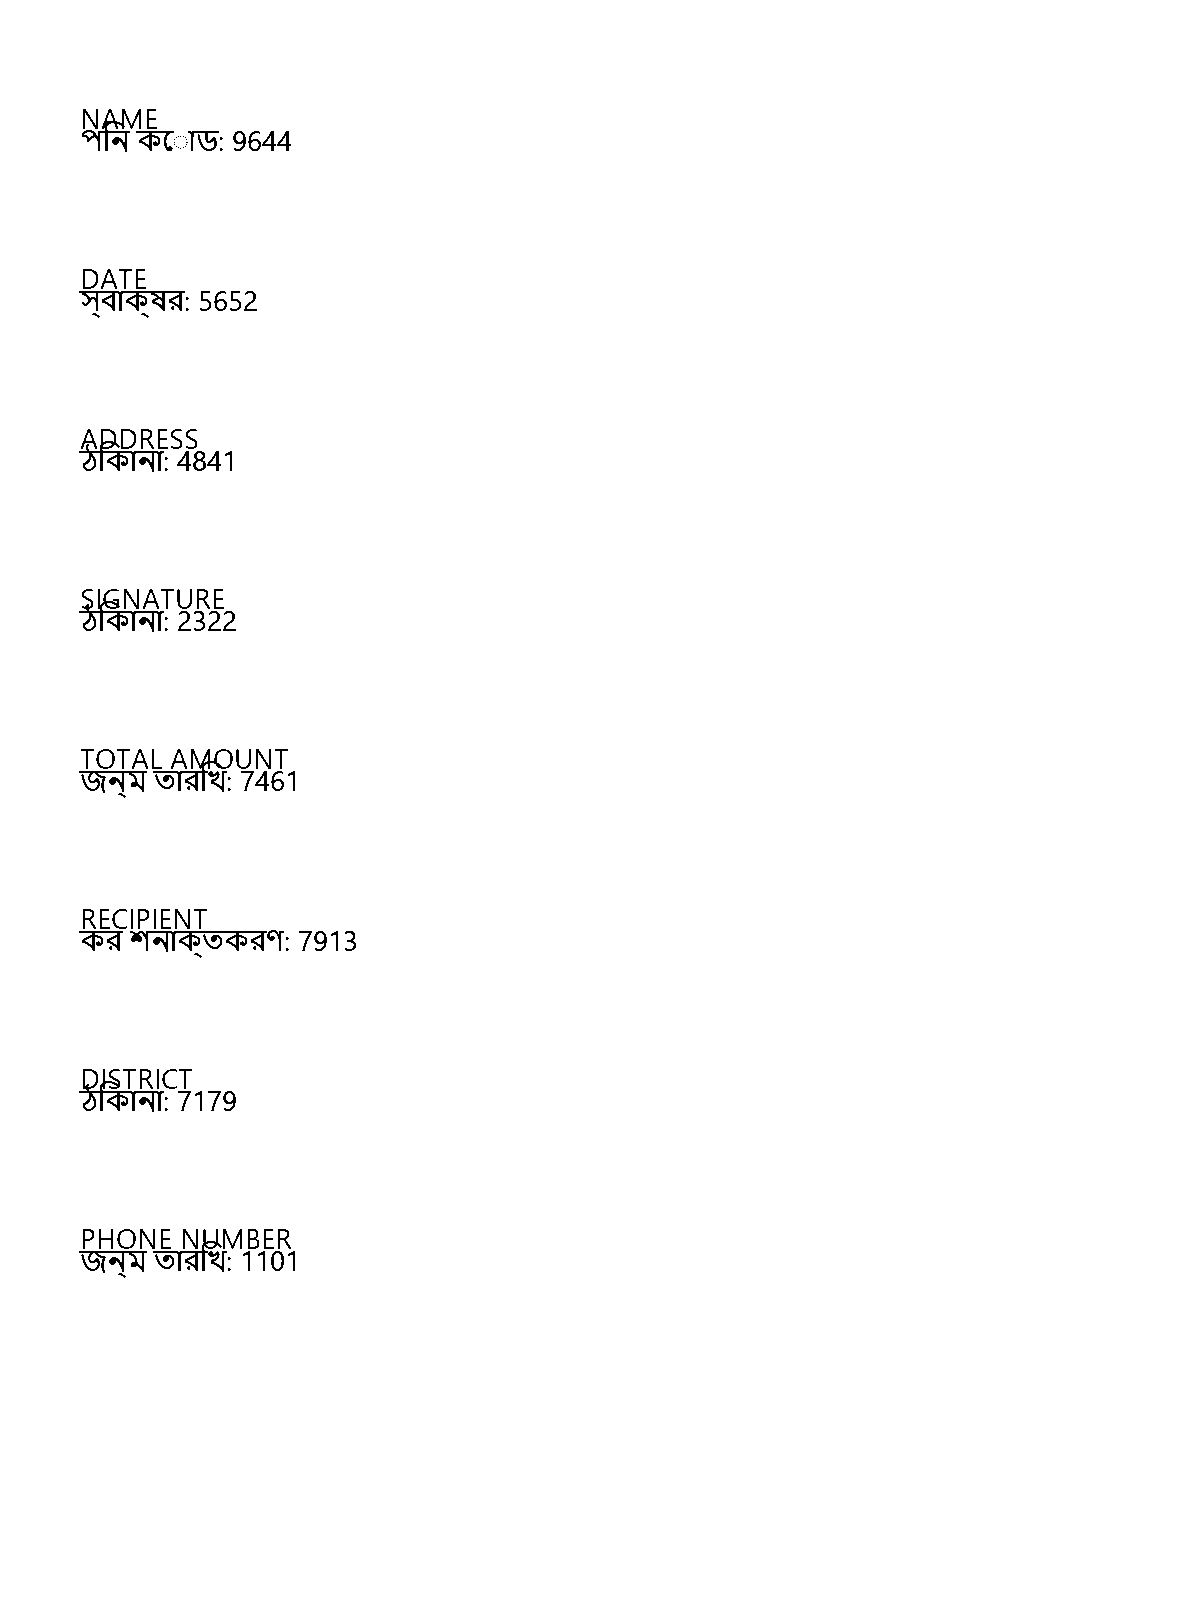 NAME
পিন কোড: 9644
DATE
স্বাক্ষর: 5652
ADDRESS
ঠিকানা: 4841
SIGNATURE
ঠিকানা: 2322
TOTAL AMOUNT
জন্ম তারিখ: 7461
RECIPIENT
কর শনাক্তকরণ: 7913
DISTRICT
ঠিকানা: 7179
PHONE NUMBER
জন্ম তারিখ: 1101